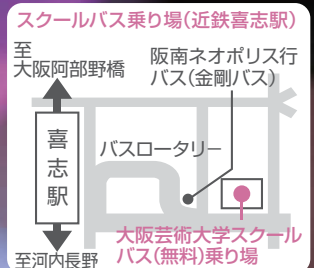 スクールバス乗り場(近鉄喜志駅)
至
大阪阿部野橋
阪南ネオポリス行
バス(金剛バス)
喜志駅
バスロータリー
大阪芸術大学スクール
バス(無料)乗り場
至河内長野